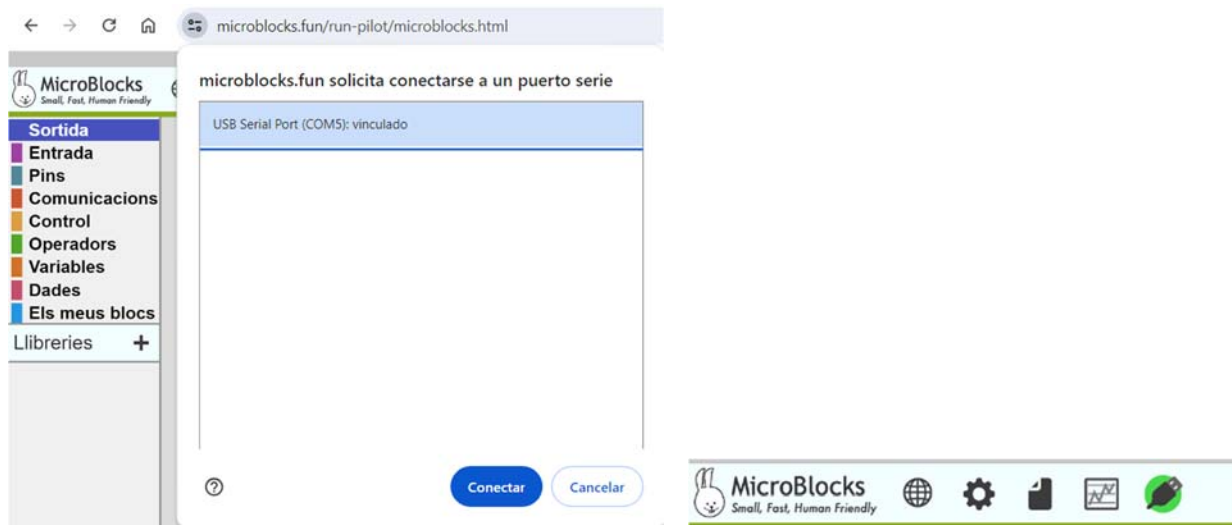 microblocks.fun/run-pilot/microblocks.html
MicroBlocks
Small, Fast, Human Friendly
microblocks.fun solicita conectarse a un puerto serie
USB Serial Port (COM5): vinculado
Sortida
Entrada
Pins
Comunicacions
Control
Operadors
Variables
Dades
Els meus blocs
Llibreries +
Conectar
Cancelar
MicroBlocks
Small, Fast, Human Friendly